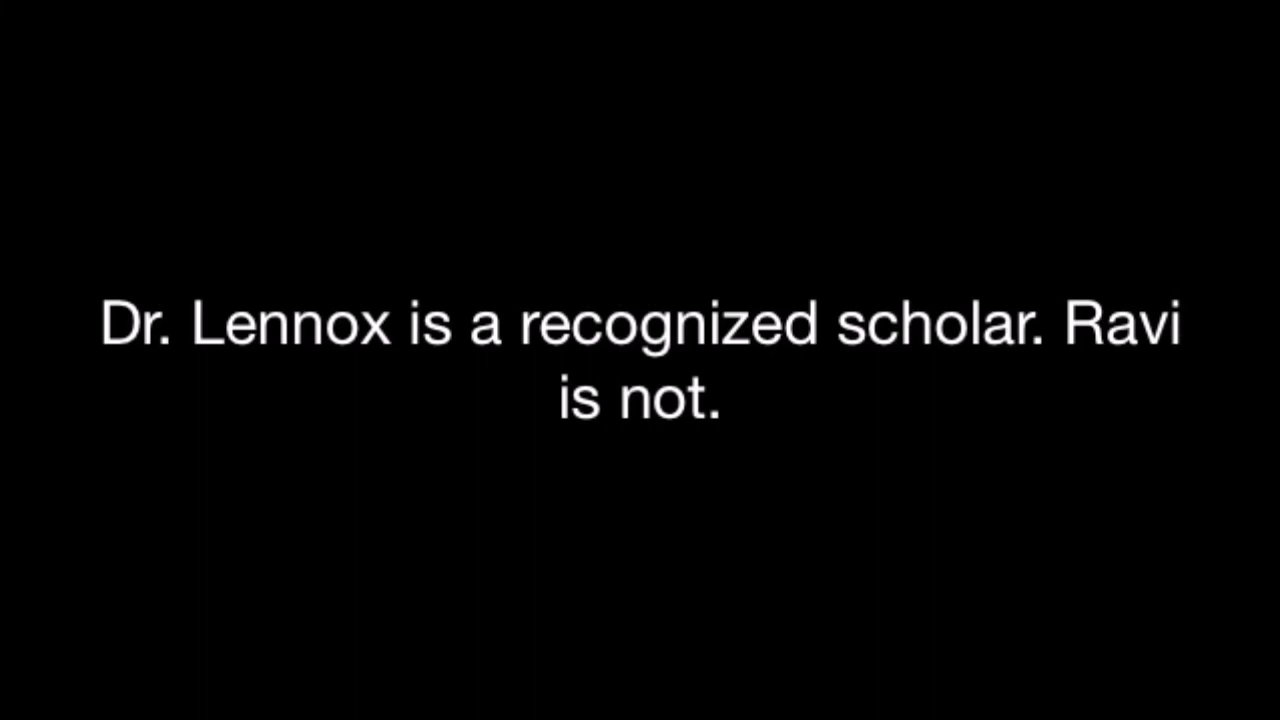 Dr. Lennox is a recognized scholar. Ravi
is not.